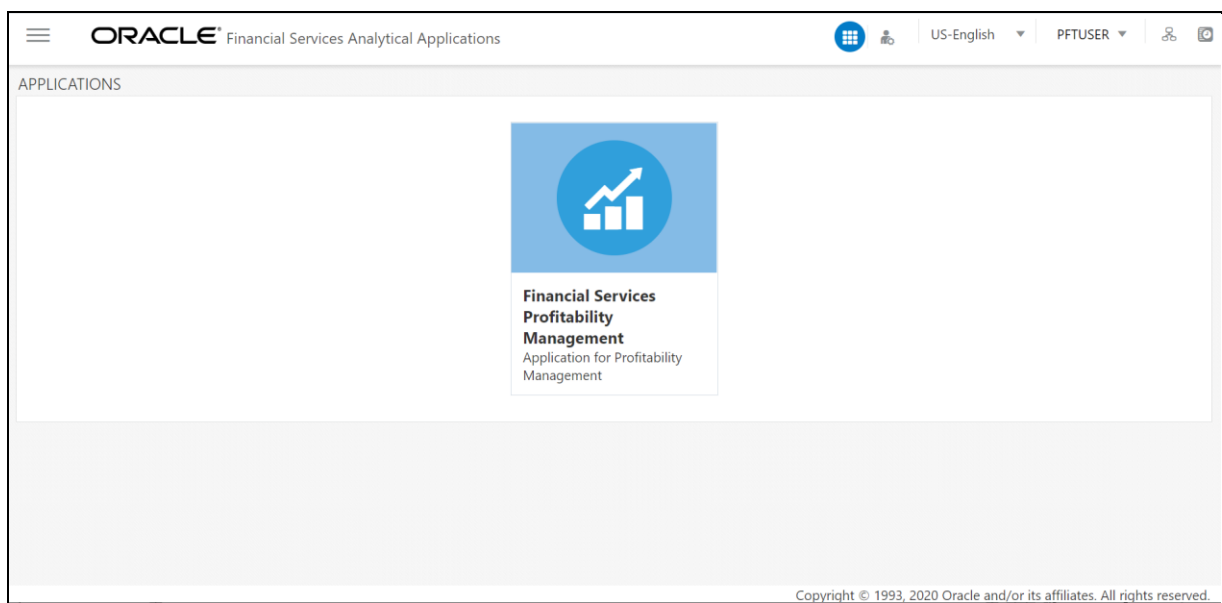 ORACLE® Financial Services Analytical Applications US-English PFTUSER
APPLICATIONS
Financial Services
Profitability
Management
Application for Profitability
Management
Copyright © 1993, 2020 Oracle and/or its affiliates. All rights reserved.